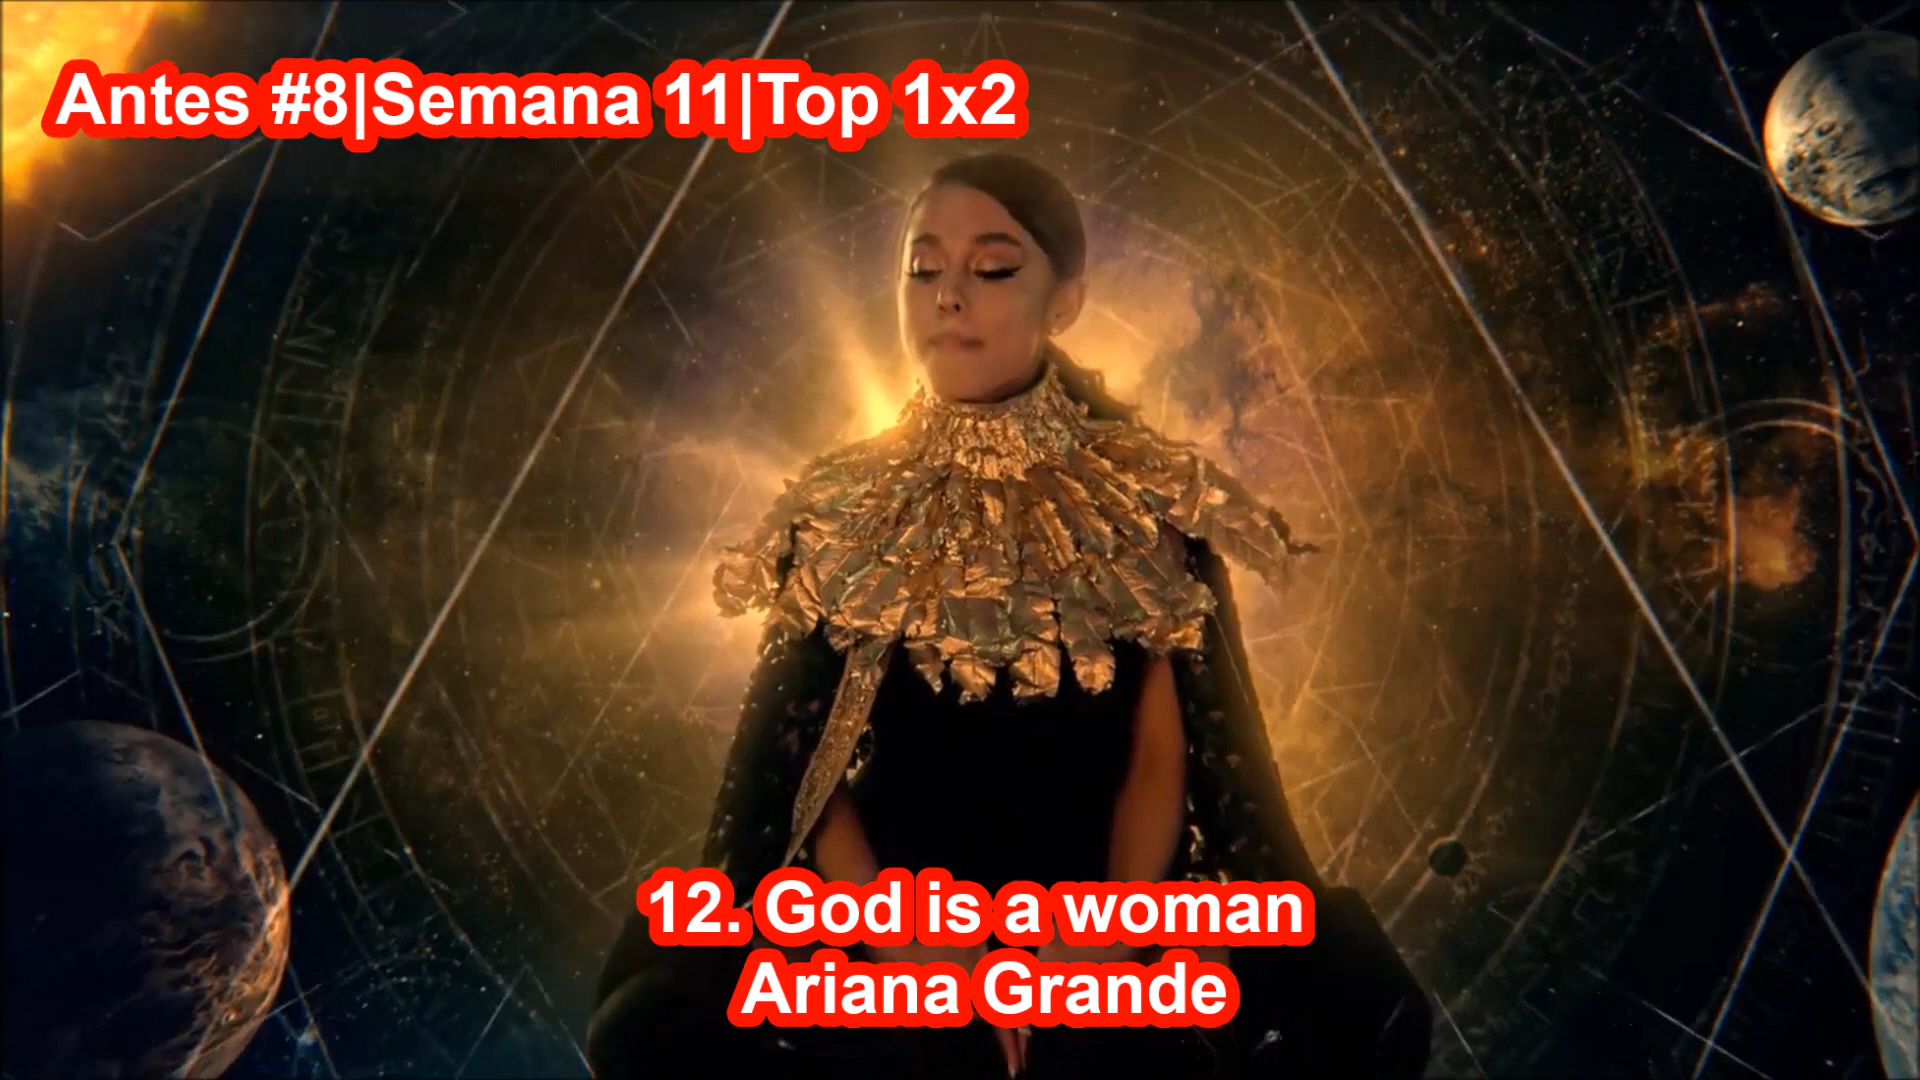 Antes #8|Semana 11|Top 1x2
12. God is a woman
Ariana Grande